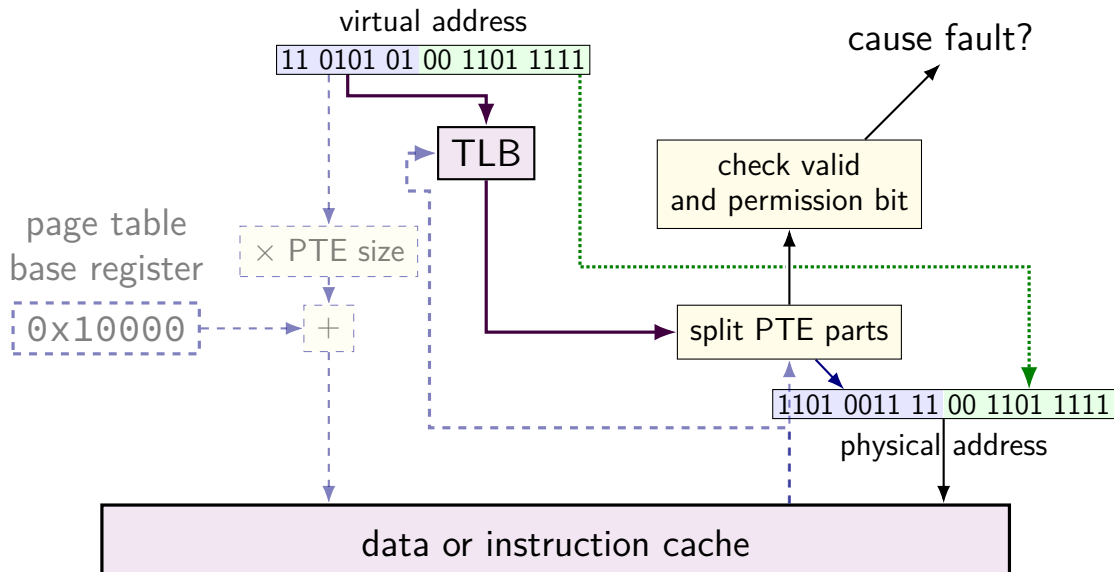 virtual address
11 0101 01 00 1101 1111
cause fault?
TLB
check valid
and permission bit
page table
base register
× PTE size
0x10000
+
split PTE parts
1101 0011 11 00 1101 1111
physical address
data or instruction cache